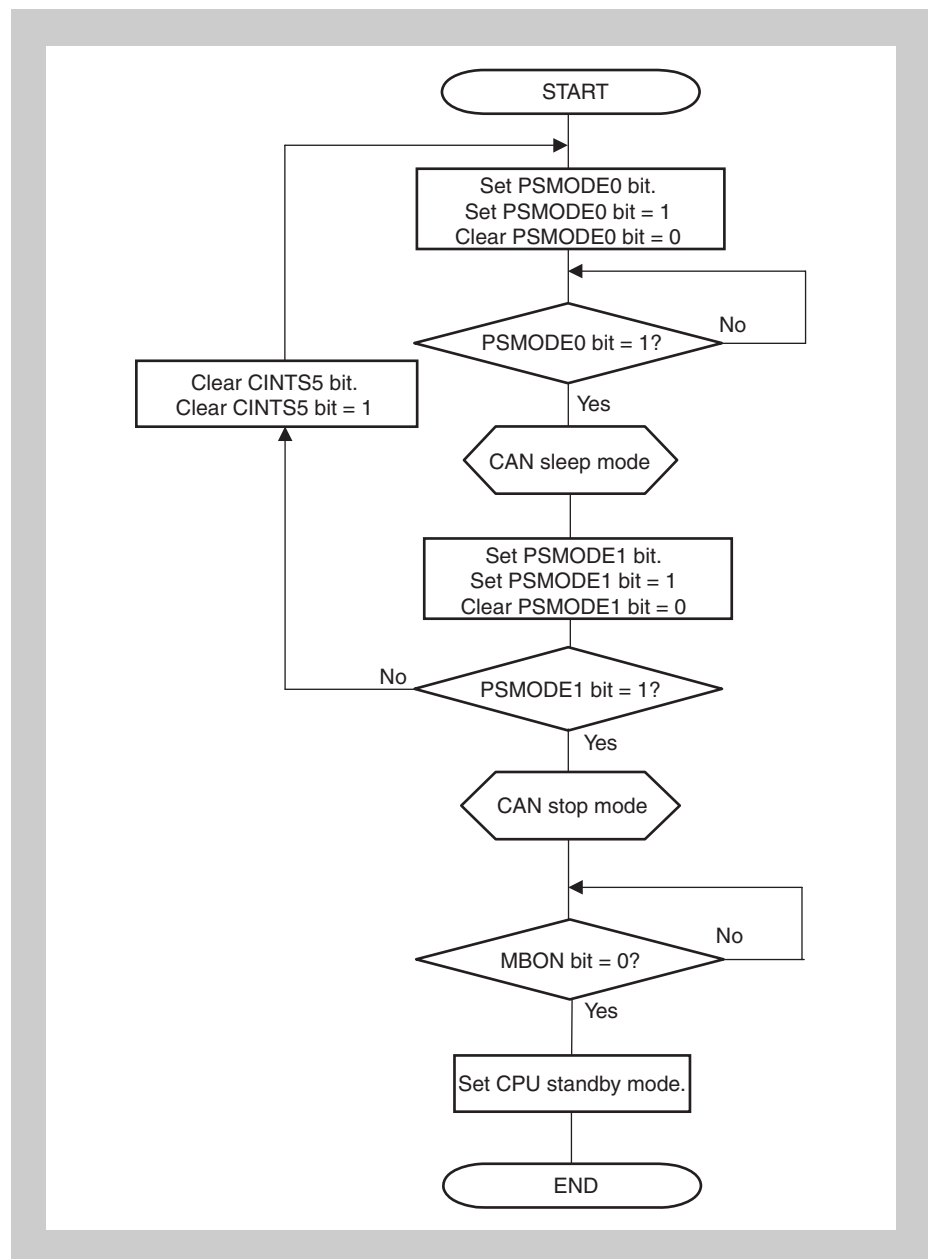 START
Set PSMODE0 bit.
Set PSMODE0 bit = 1
Clear PSMODE0 bit = 0
PSMODE0 bit = 1?
No
Yes
Clear CINTS5 bit.
Clear CINTS5 bit = 1
CAN sleep mode
Set PSMODE1 bit.
Set PSMODE1 bit = 1
Clear PSMODE1 bit = 0
No
PSMODE1 bit = 1?
Yes
CAN stop mode
No
MBON bit = 0?
Yes
Set CPU standby mode.
END